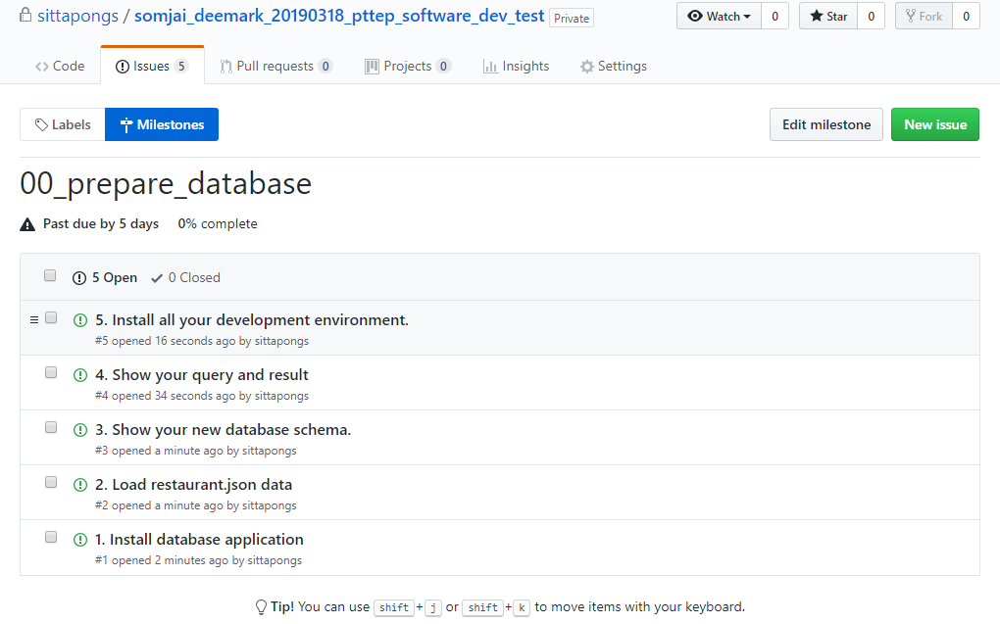 sittapongs / somjai_deemark_20190318_pttep_software_dev_test Private Watch 0 Star 0 Fork 0
Code Issues 5 Pull requests 0 Projects 0 Insights Settings
Labels Milestones Edit milestone New issue
00_prepare_database
Past due by 5 days 0% complete
5 Open 0 Closed
5. Install all your development environment.
#5 opened 16 seconds ago by sittapongs
4. Show your query and result
#4 opened 34 seconds ago by sittapongs
3. Show your new database schema.
#3 opened a minute ago by sittapongs
2. Load restaurant.json data
#2 opened a minute ago by sittapongs
1. Install database application
#1 opened 2 minutes ago by sittapongs
Tip! You can use shift + j or shift + k to move items with your keyboard.